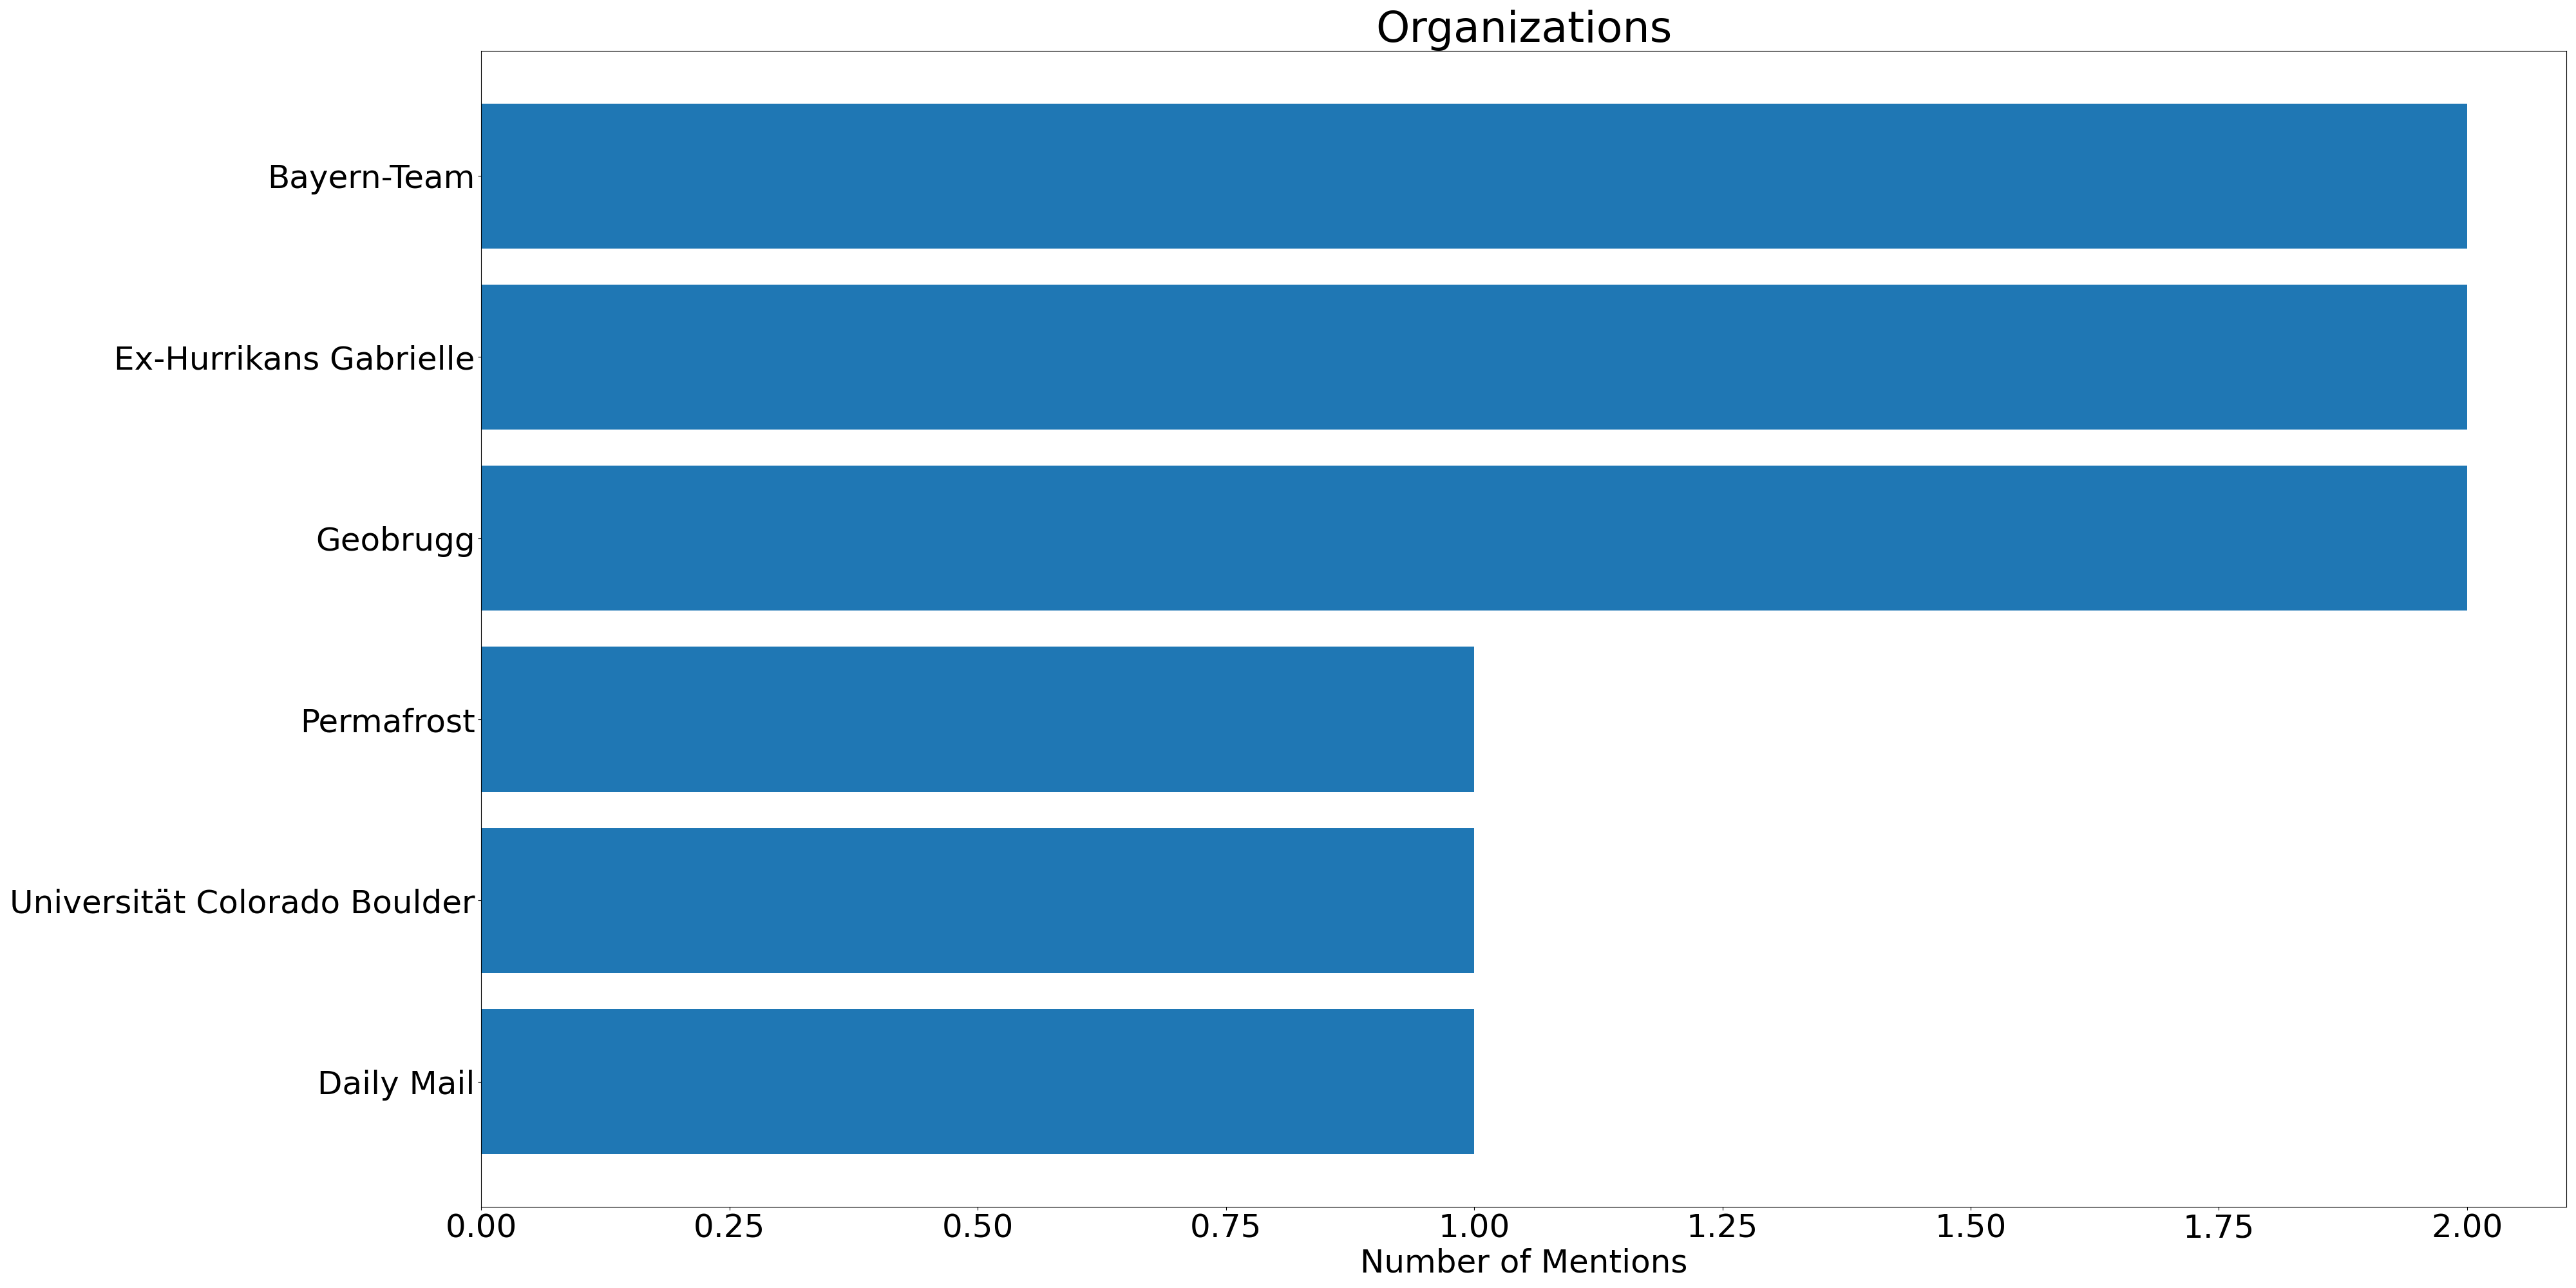 Organizations
Bayern-Team
Ex-Hurrikans Gabrielle
Geobrugg
Permafrost
Universität Colorado Boulder
Daily Mail
0.00 0.25 0.50 0.75 1.00 1.25 1.50 1.75 2.00
Number of Mentions